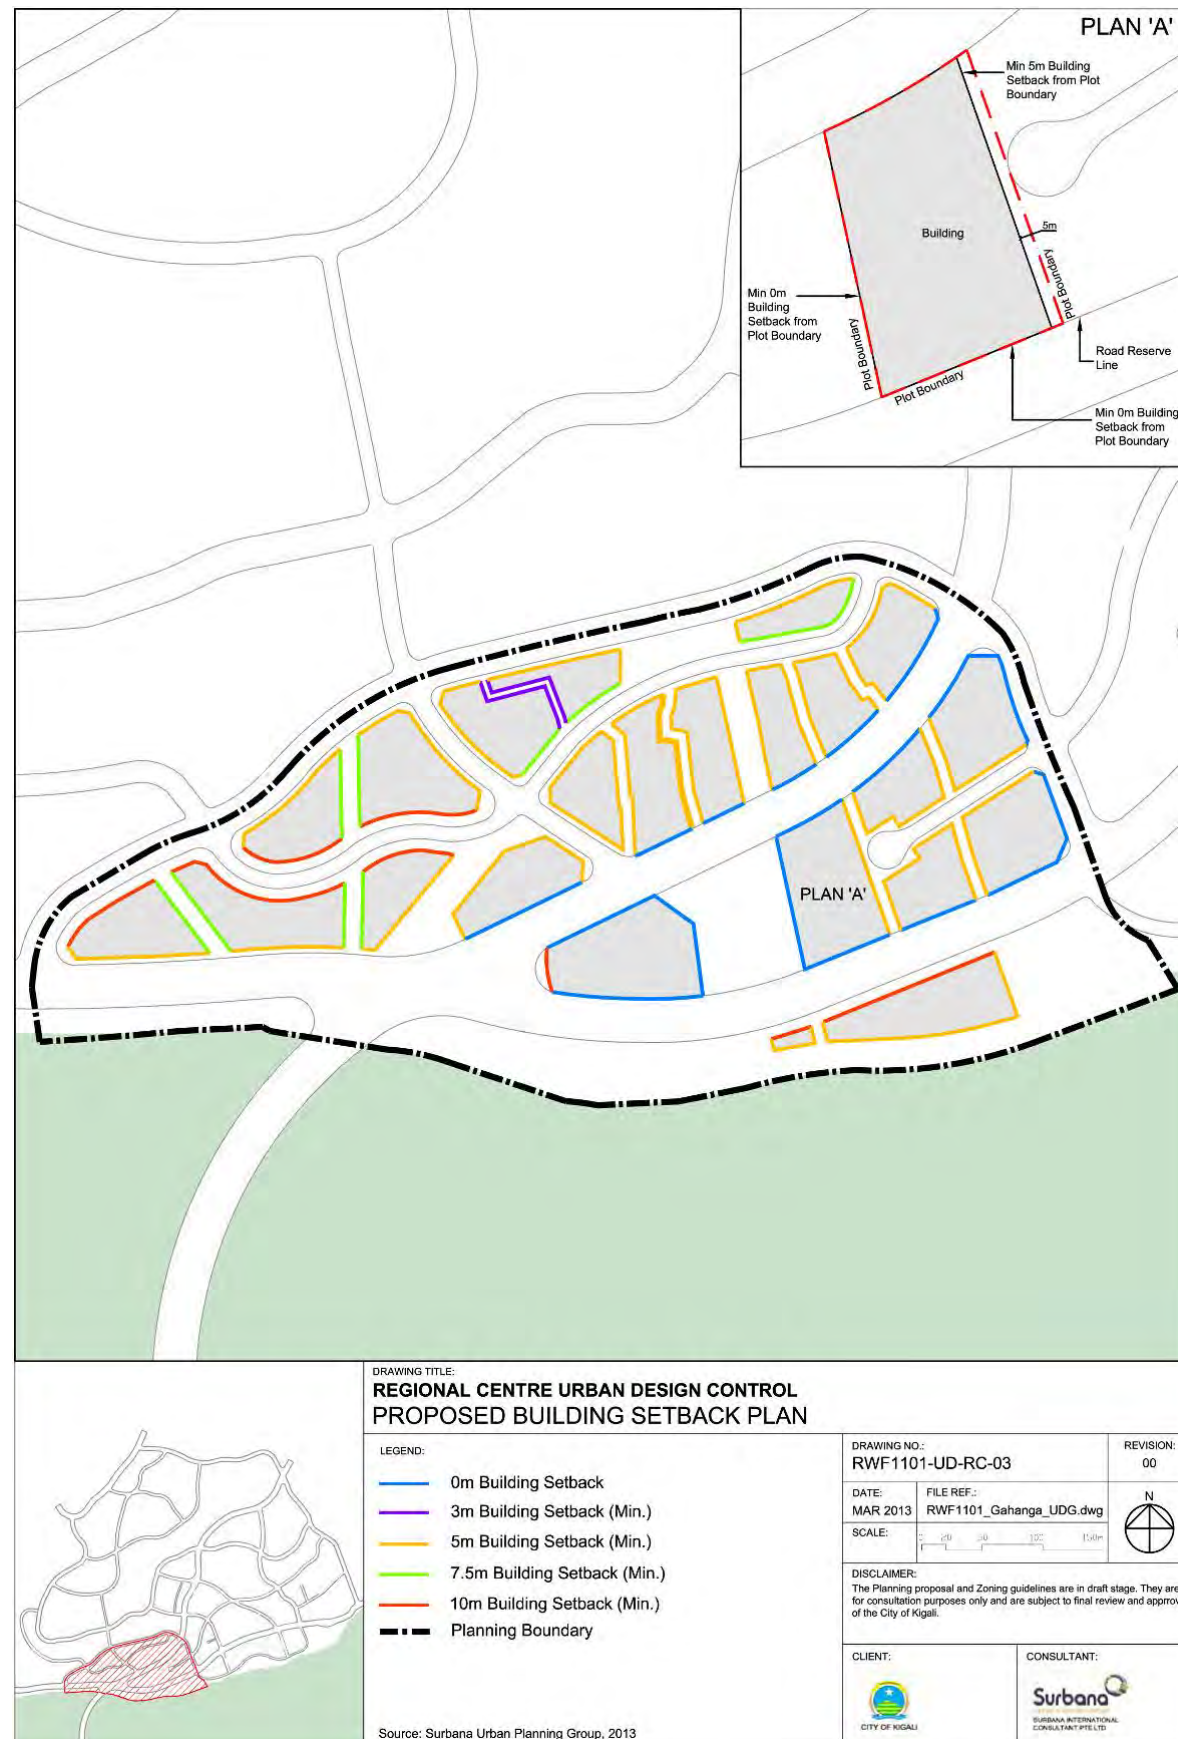 PLAN 'A'
Min 5m Building
Setback from Plot
Boundary
Building
5m
Plot Boundary
Min 0m
Building
Setback from
Plot Boundary
Plot Boundary
Plot Boundary
Road Reserve
Line
Min 0m Building
Setback from
Plot Boundary
PLAN 'A'
DRAWING TITLE:
REGIONAL CENTRE URBAN DESIGN CONTROL
PROPOSED BUILDING SETBACK PLAN
LEGEND:
0m Building Setback
3m Building Setback (Min.)
5m Building Setback (Min.)
7.5m Building Setback (Min.)
10m Building Setback (Min.)
Planning Boundary
Source: Surbana Urban Planning Group, 2013
DRAWING NO.:
RWF1101-UD-RC-03
REVISION:
00
DATE:
MAR 2013
FILE REF.:
RWF1101_Gahanga_UDG.dwg
N
SCALE:
DISCLAIMER:
The Planning proposal and Zoning guidelines are in draft stage. They are
for consultation purposes only and are subject to final review and approv
of the City of Kigali.
CLIENT:
CITY OF KIGALI
CONSULTANT:
Surbana
SURBANA INTERNATIONAL
CONSULTANT PTE LTD